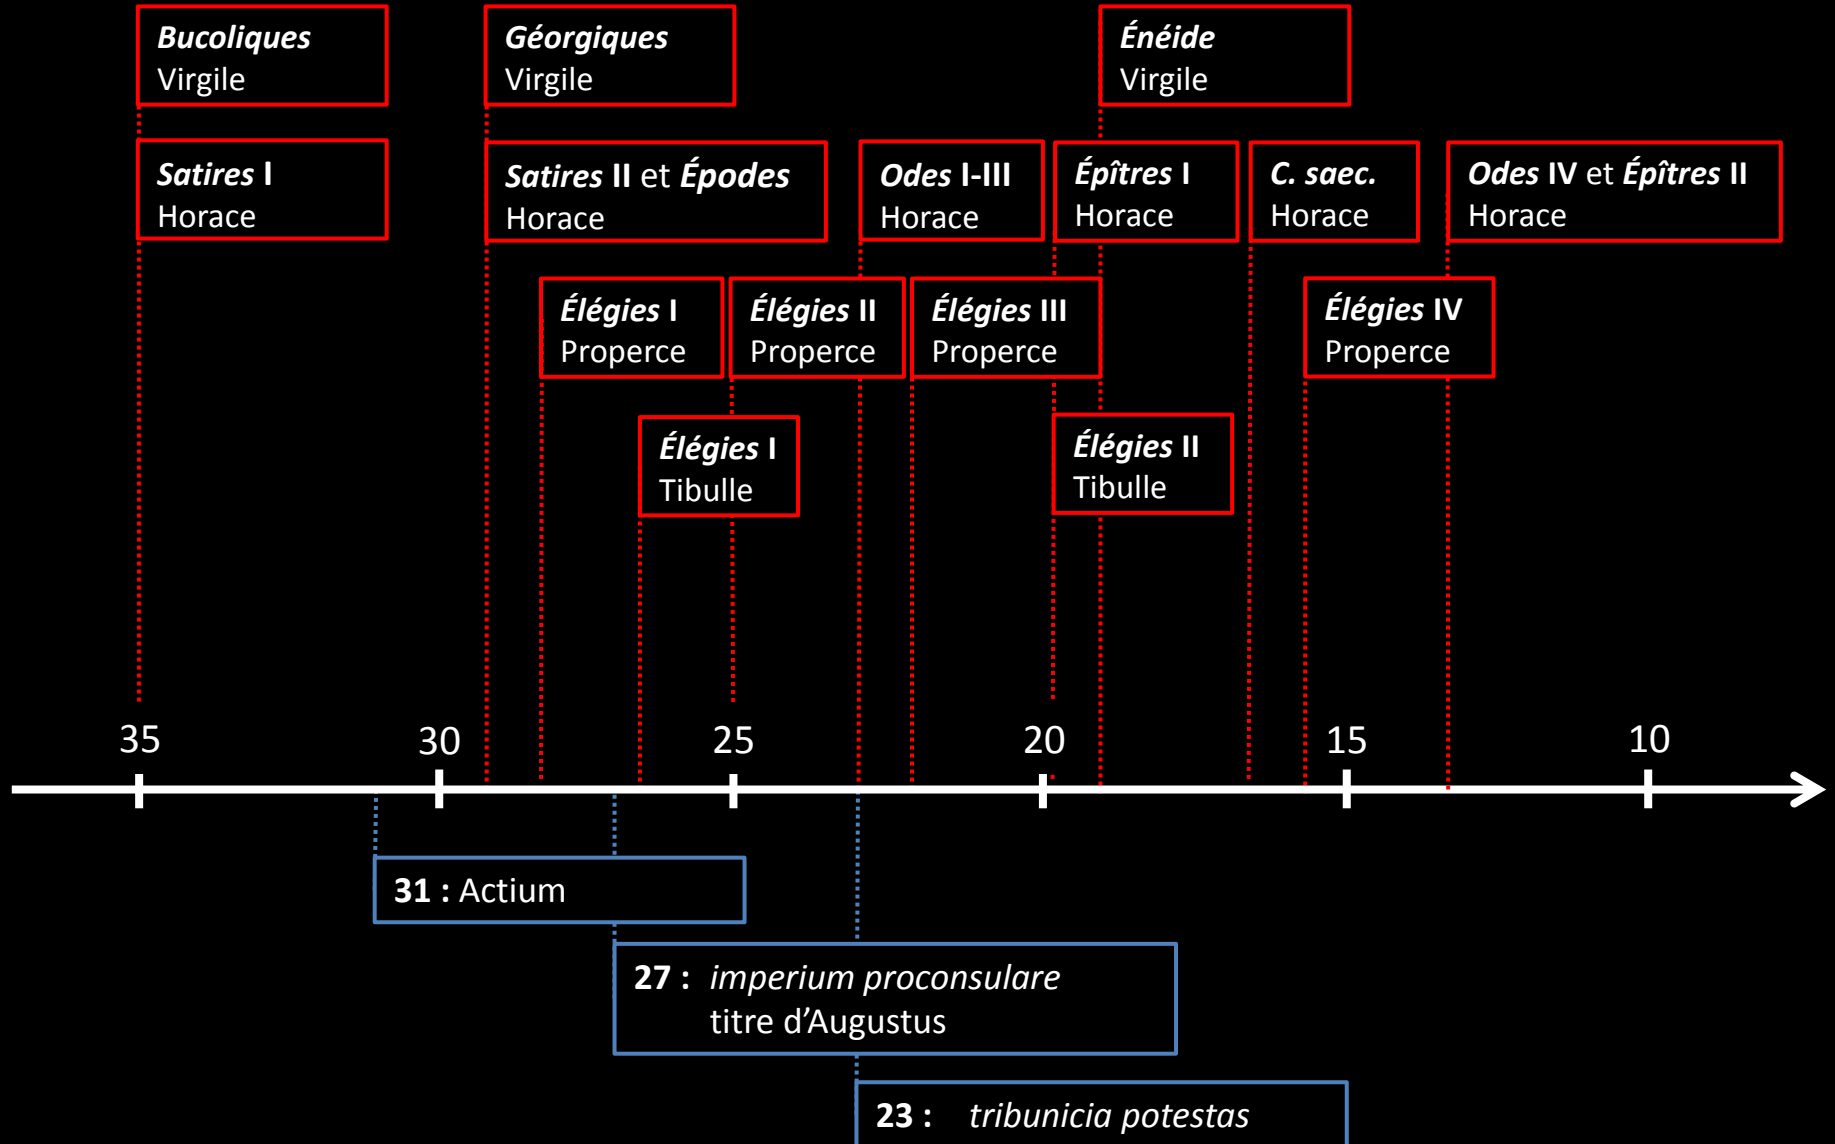 Bucoliques
Virgile
Géorgiques
Virgile
Énéide
Virgile
Satires I
Horace
Satires II et Épodes
Horace
Odes I-III
Horace
Épîtres I
Horace
C. saec.
Horace
Odes IV et Épîtres II
Horace
Élégies I
Properce
Élégies II
Properce
Élégies III
Properce
Élégies IV
Properce
Élégies I
Tibulle
Élégies II
Tibulle
35 30 25 20 15 10
31 : Actium
27 : imperium proconsulare
titre d’Augustus
23 : tribunicia potestas